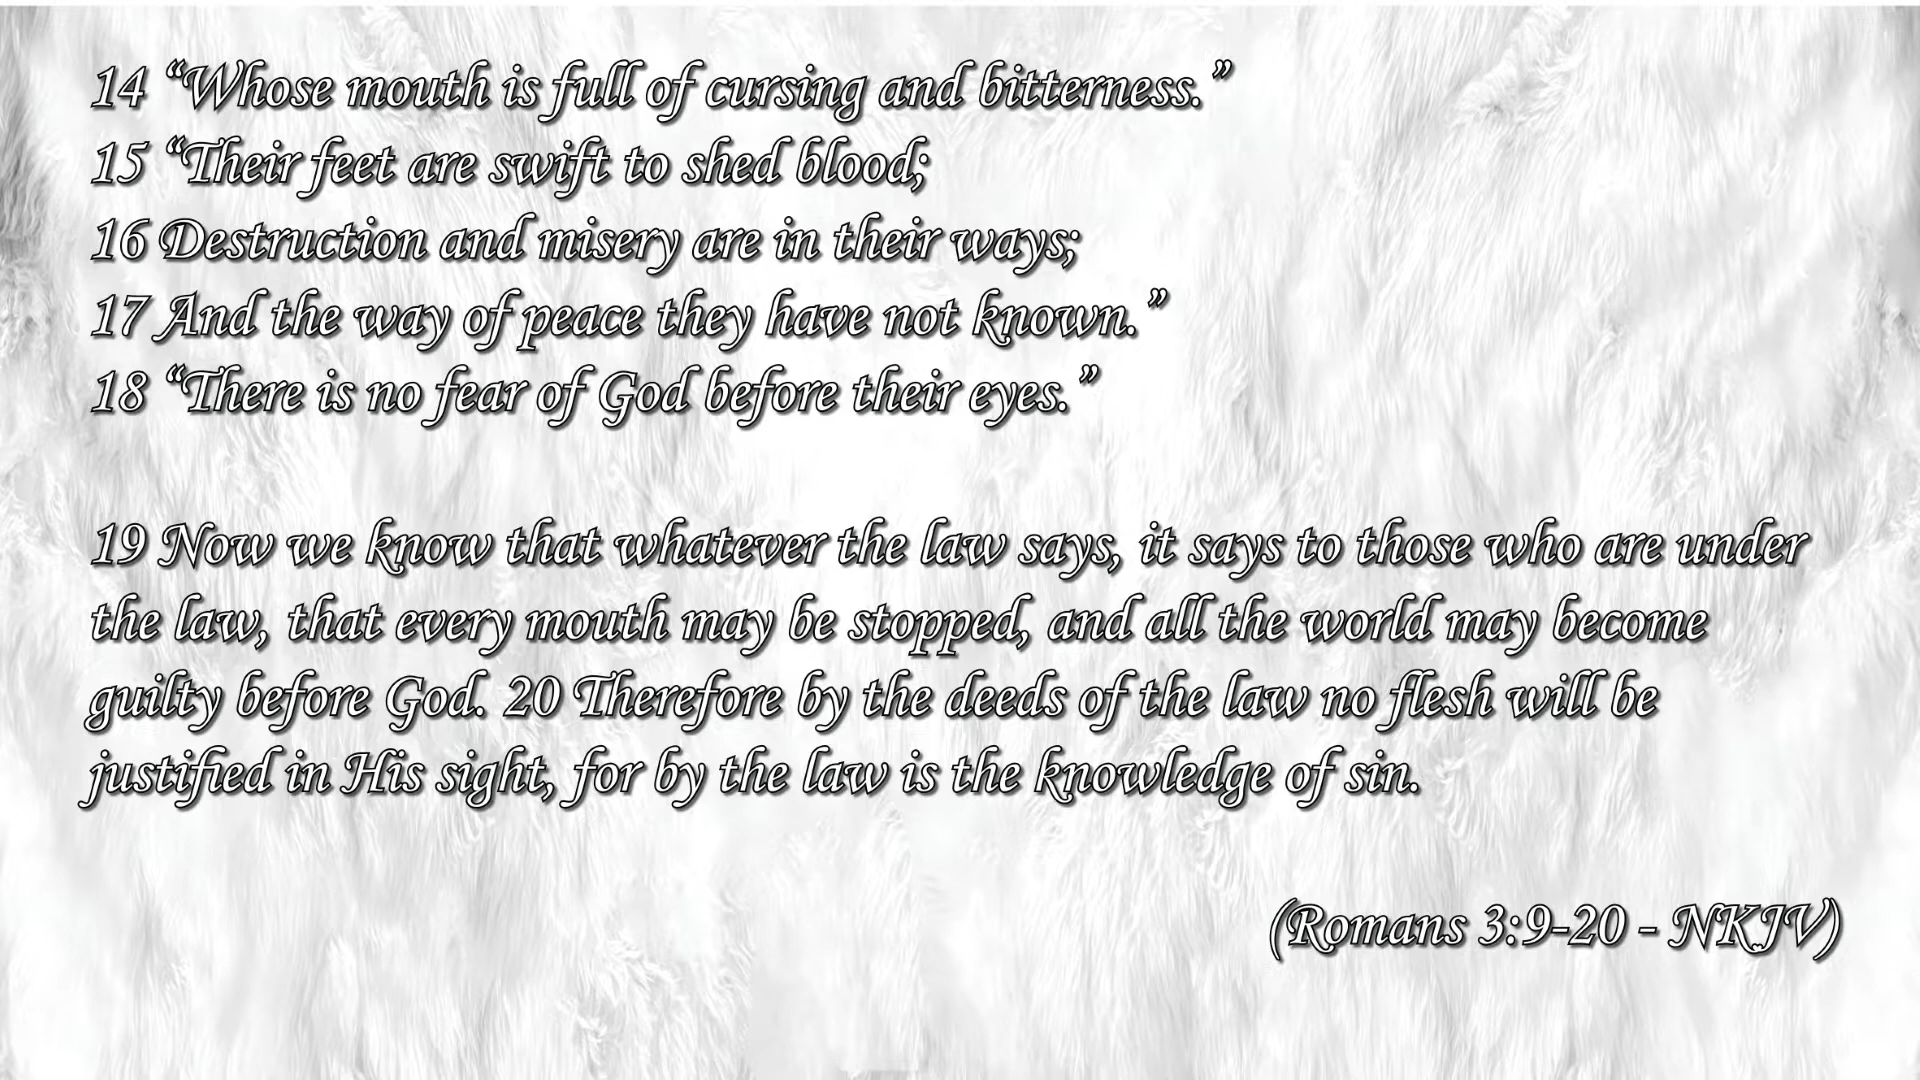 14 “Whose mouth is full of cursing and bitterness.”
15 “Their feet are swift to shed blood;
16 Destruction and misery are in their ways;
17 And the way of peace they have not known.”
18 “There is no fear of God before their eyes.”
19 Now we know that whatever the law says, it says to those who are under
the law, that every mouth may be stopped, and all the world may become
guilty before God. 20 Therefore by the deeds of the law no flesh will be
justified in His sight, for by the law is the knowledge of sin.
(Romans 3:9-20 - NKJV)